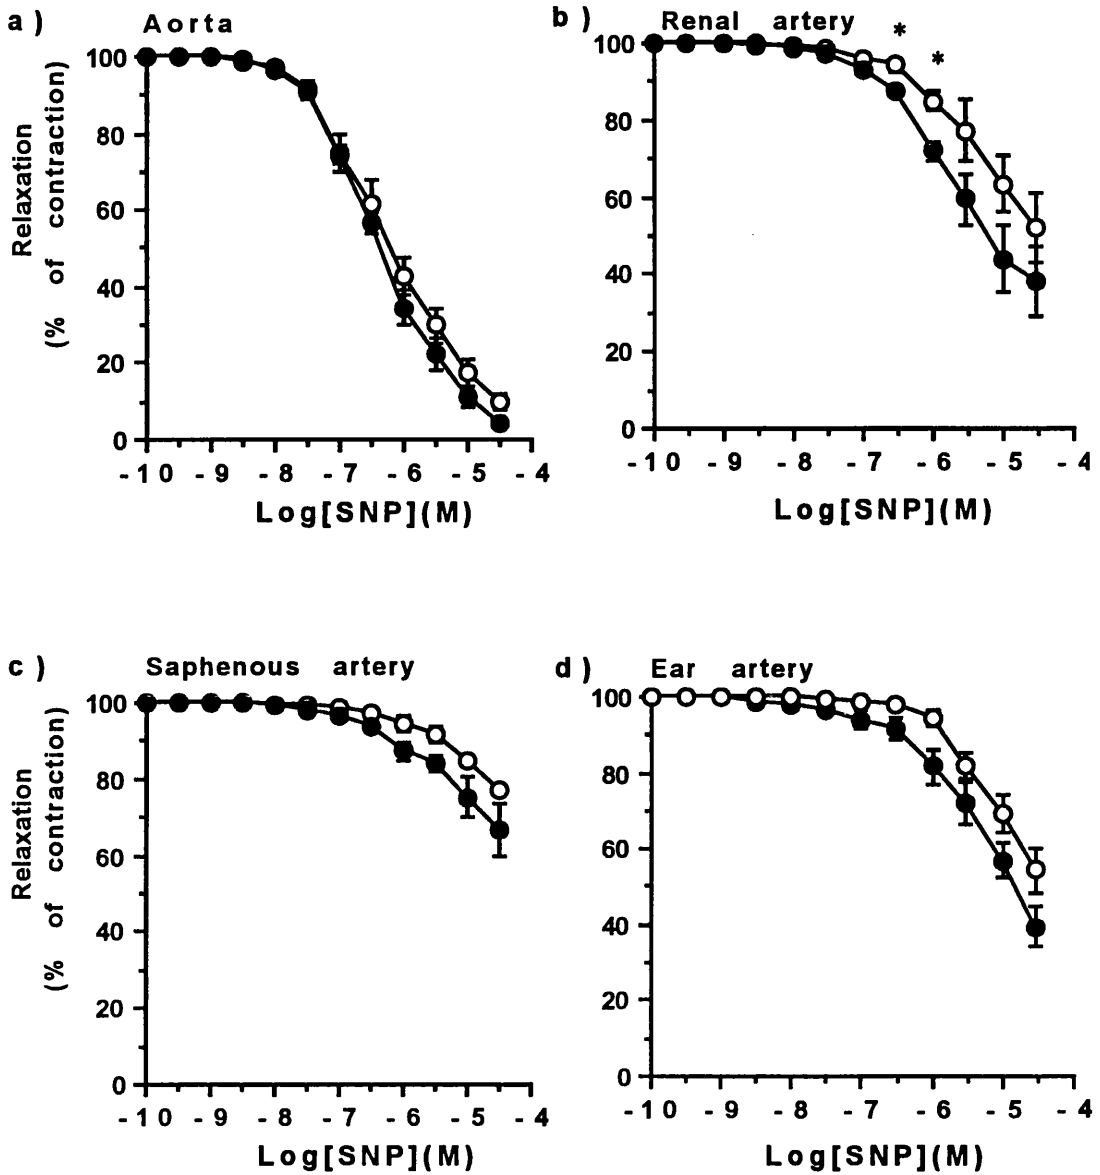 a ) Aorta
100
80
60
40
20
0
Relaxation
(% of contraction)
-10 -9 -8 -7 -6 -5 -4
Log[SNP](M)
b ) Renal artery
* *
100
80
60
40
20
0
-10 -9 -8 -7 -6 -5 -4
Log[SNP](M)
c ) Saphenous artery
100
80
60
40
20
0
Relaxation
(% of contraction)
-10 -9 -8 -7 -6 -5 -4
Log[SNP](M)
d ) Ear artery
100
80
60
40
20
0
-10 -9 -8 -7 -6 -5 -4
Log[SNP](M)